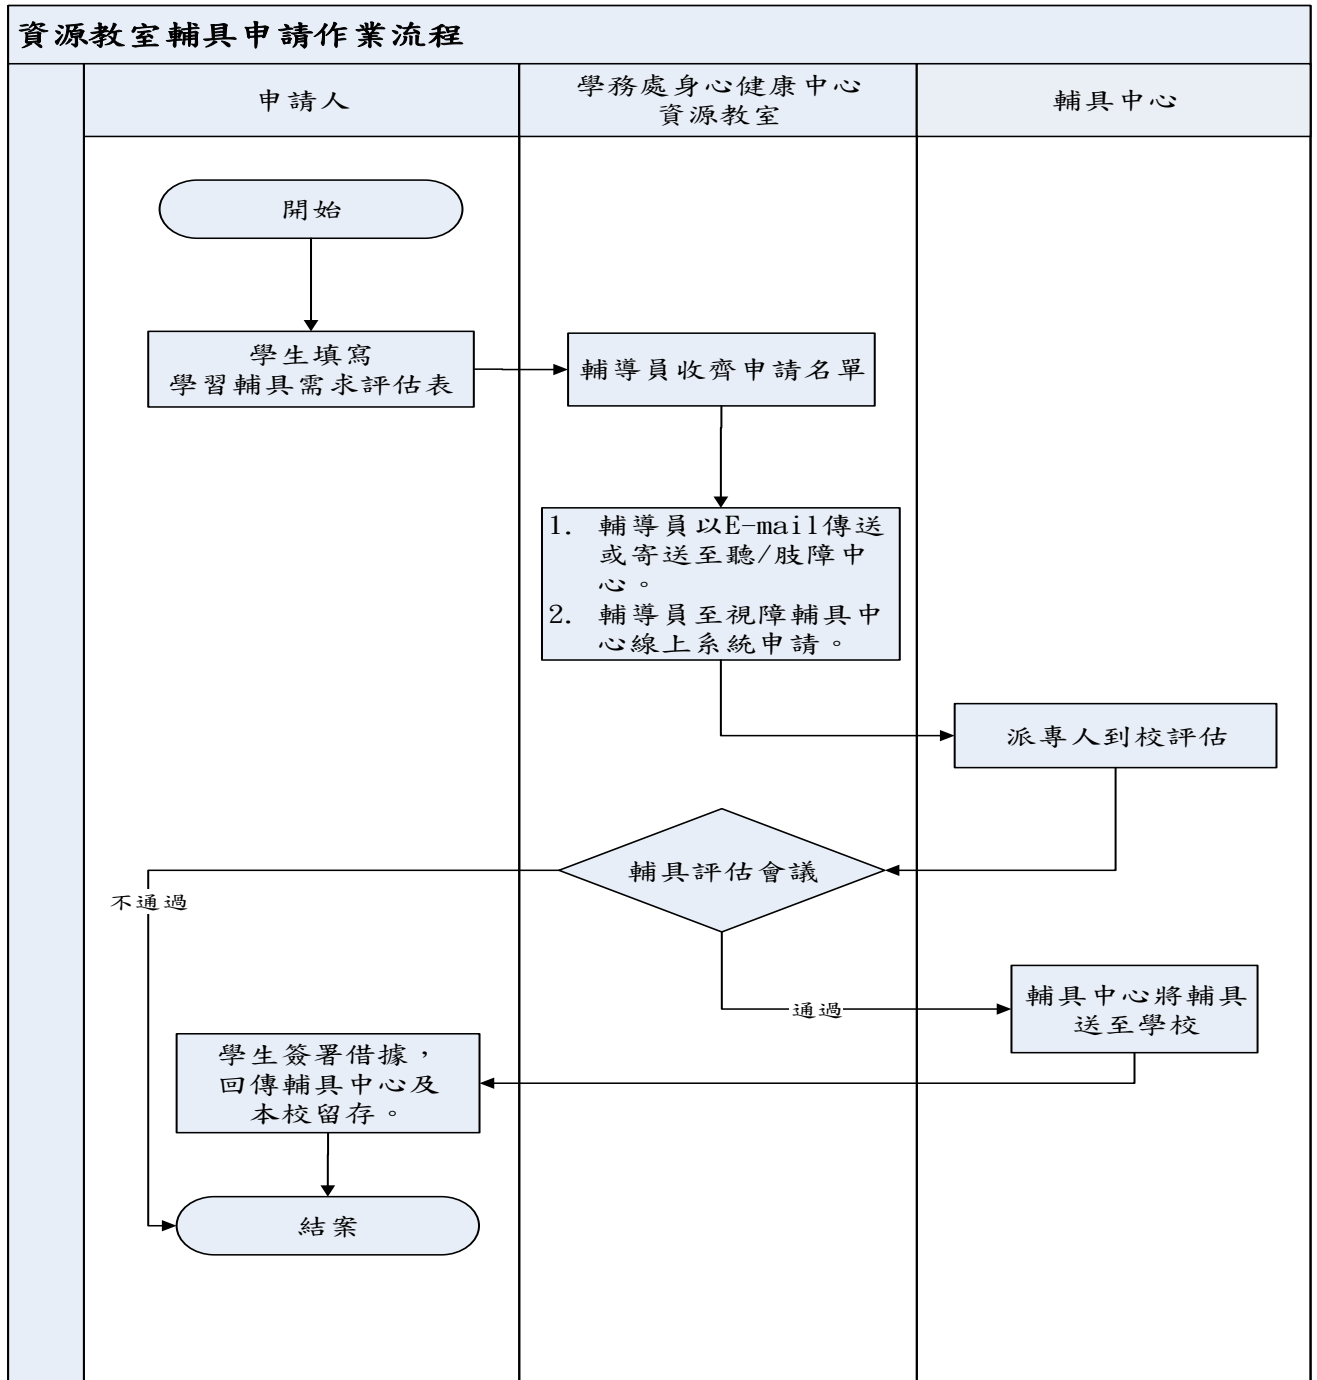 資源教室輔具申請作業流程
申請人
學務處身心健康中心
資源教室
輔具中心
開始
學生填寫
學習輔具需求評估表
輔導員收齊申請名單
1. 輔導員以E-mail傳送
或寄送至聽/肢障中
心。
2. 輔導員至視障輔具中
心線上系統申請。
派專人到校評估
輔具評估會議
不通過
通過
輔具中心將輔具
送至學校
學生簽署借據，
回傳輔具中心及
本校留存。
結案